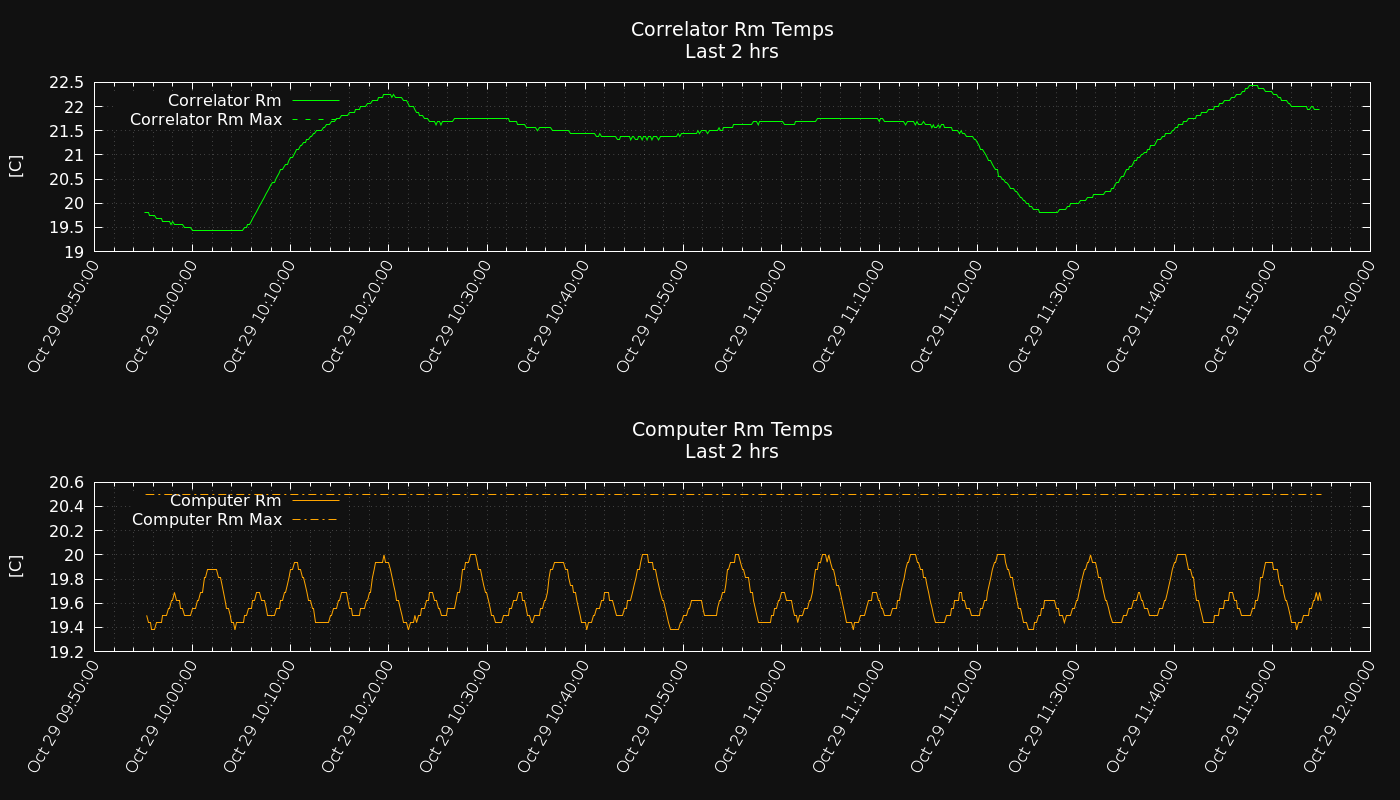 Correlator Rm Temps
Last 2 hrs
[C]
22.5
22
21.5
21
20.5
20
19.5
19
Correlator Rm
Correlator Rm Max
Oct 29 09:50:00
Oct 29 10:00:00
Oct 29 10:10:00
Oct 29 10:20:00
Oct 29 10:30:00
Oct 29 10:40:00
Oct 29 10:50:00
Oct 29 11:00:00
Oct 29 11:10:00
Oct 29 11:20:00
Oct 29 11:30:00
Oct 29 11:40:00
Oct 29 11:50:00
Oct 29 12:00:00
Computer Rm Temps
Last 2 hrs
[C]
20.6
20.4
20.2
20
19.8
19.6
19.4
19.2
Computer Rm
Computer Rm Max
Oct 29 09:50:00
Oct 29 10:00:00
Oct 29 10:10:00
Oct 29 10:20:00
Oct 29 10:30:00
Oct 29 10:40:00
Oct 29 10:50:00
Oct 29 11:00:00
Oct 29 11:10:00
Oct 29 11:20:00
Oct 29 11:30:00
Oct 29 11:40:00
Oct 29 11:50:00
Oct 29 12:00:00